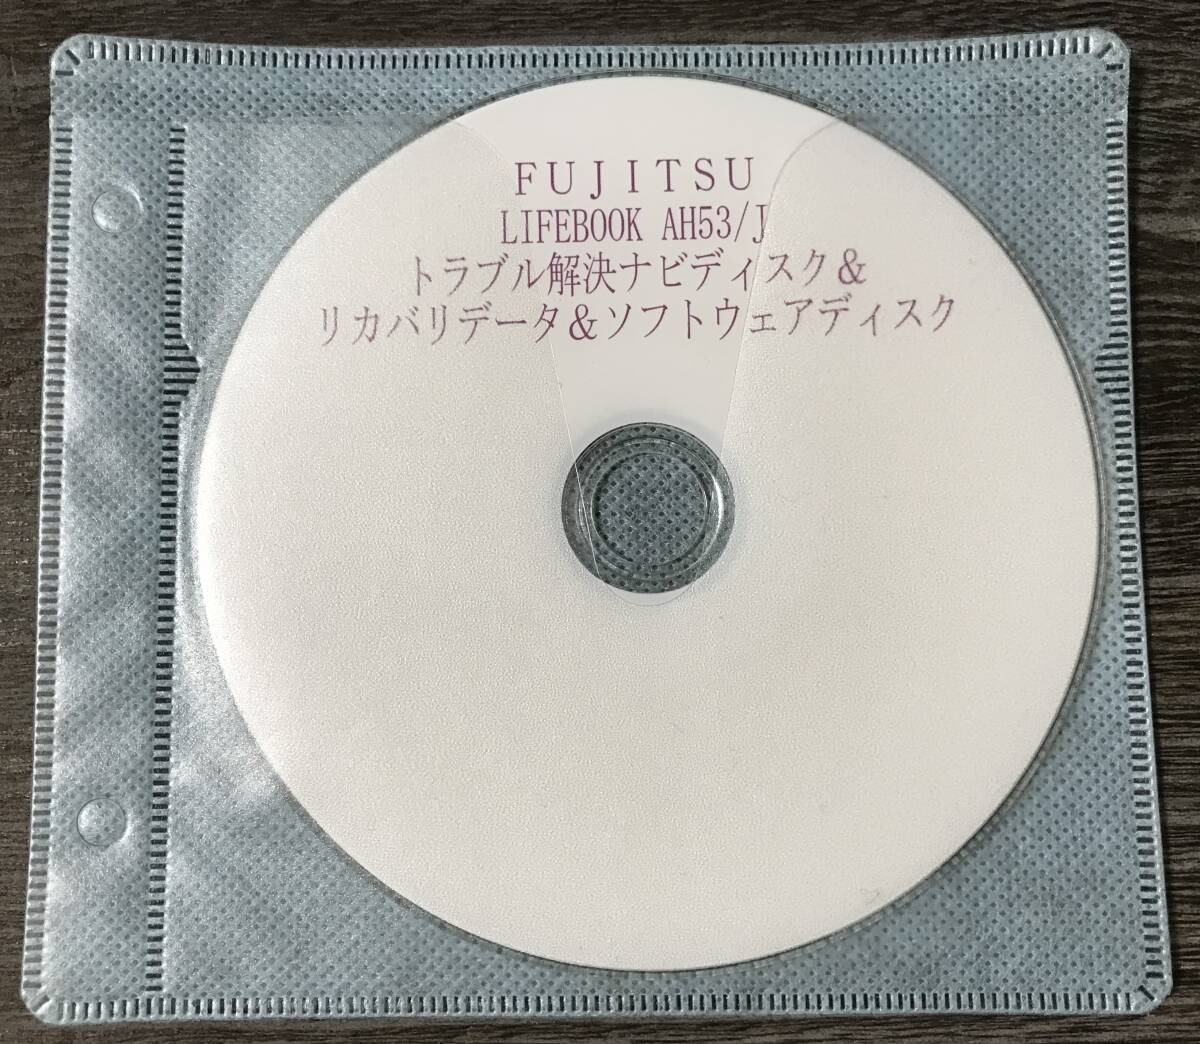 ＦＵＪＩＴＳＵ
LIFEBOOK AH53/J
トラブル解決ナビディスク＆
リカバリデータ＆ソフトウェアディスク